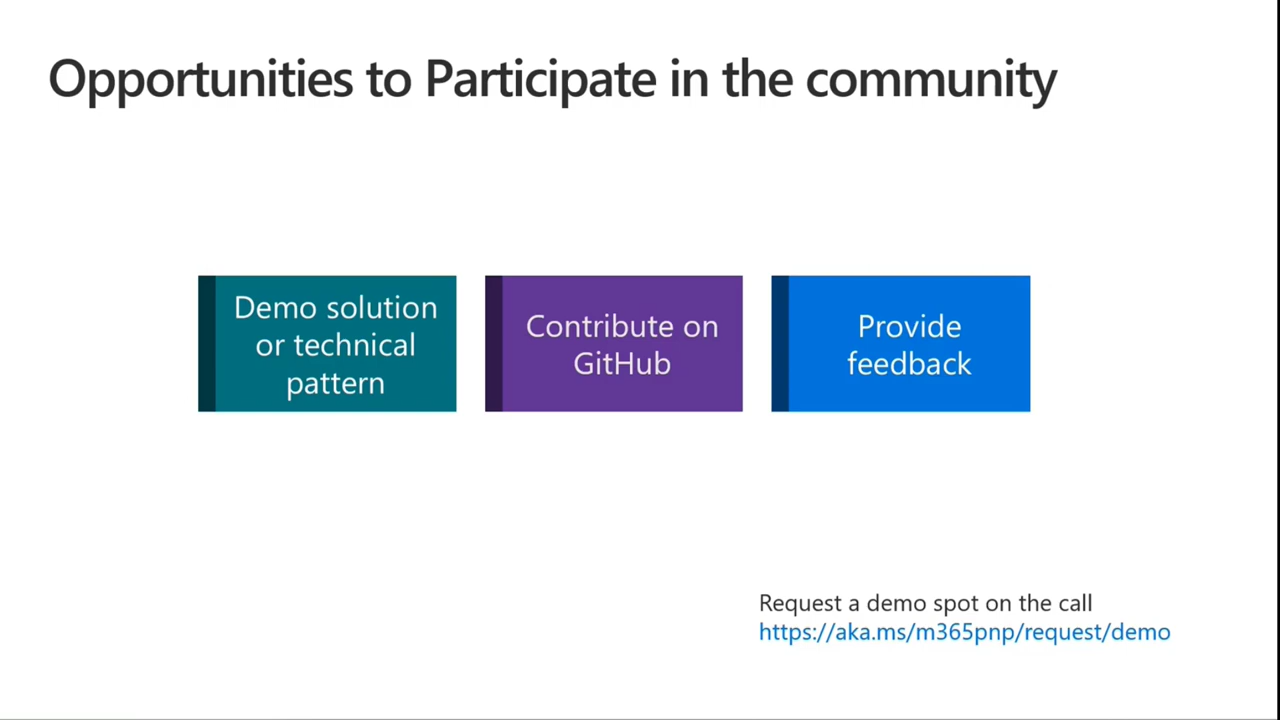 Opportunities to Participate in the community
Demo solution
or technical
pattern
Contribute on
GitHub
Provide
feedback
Request a demo spot on the call
https://aka.ms/m365pnp/request/demo